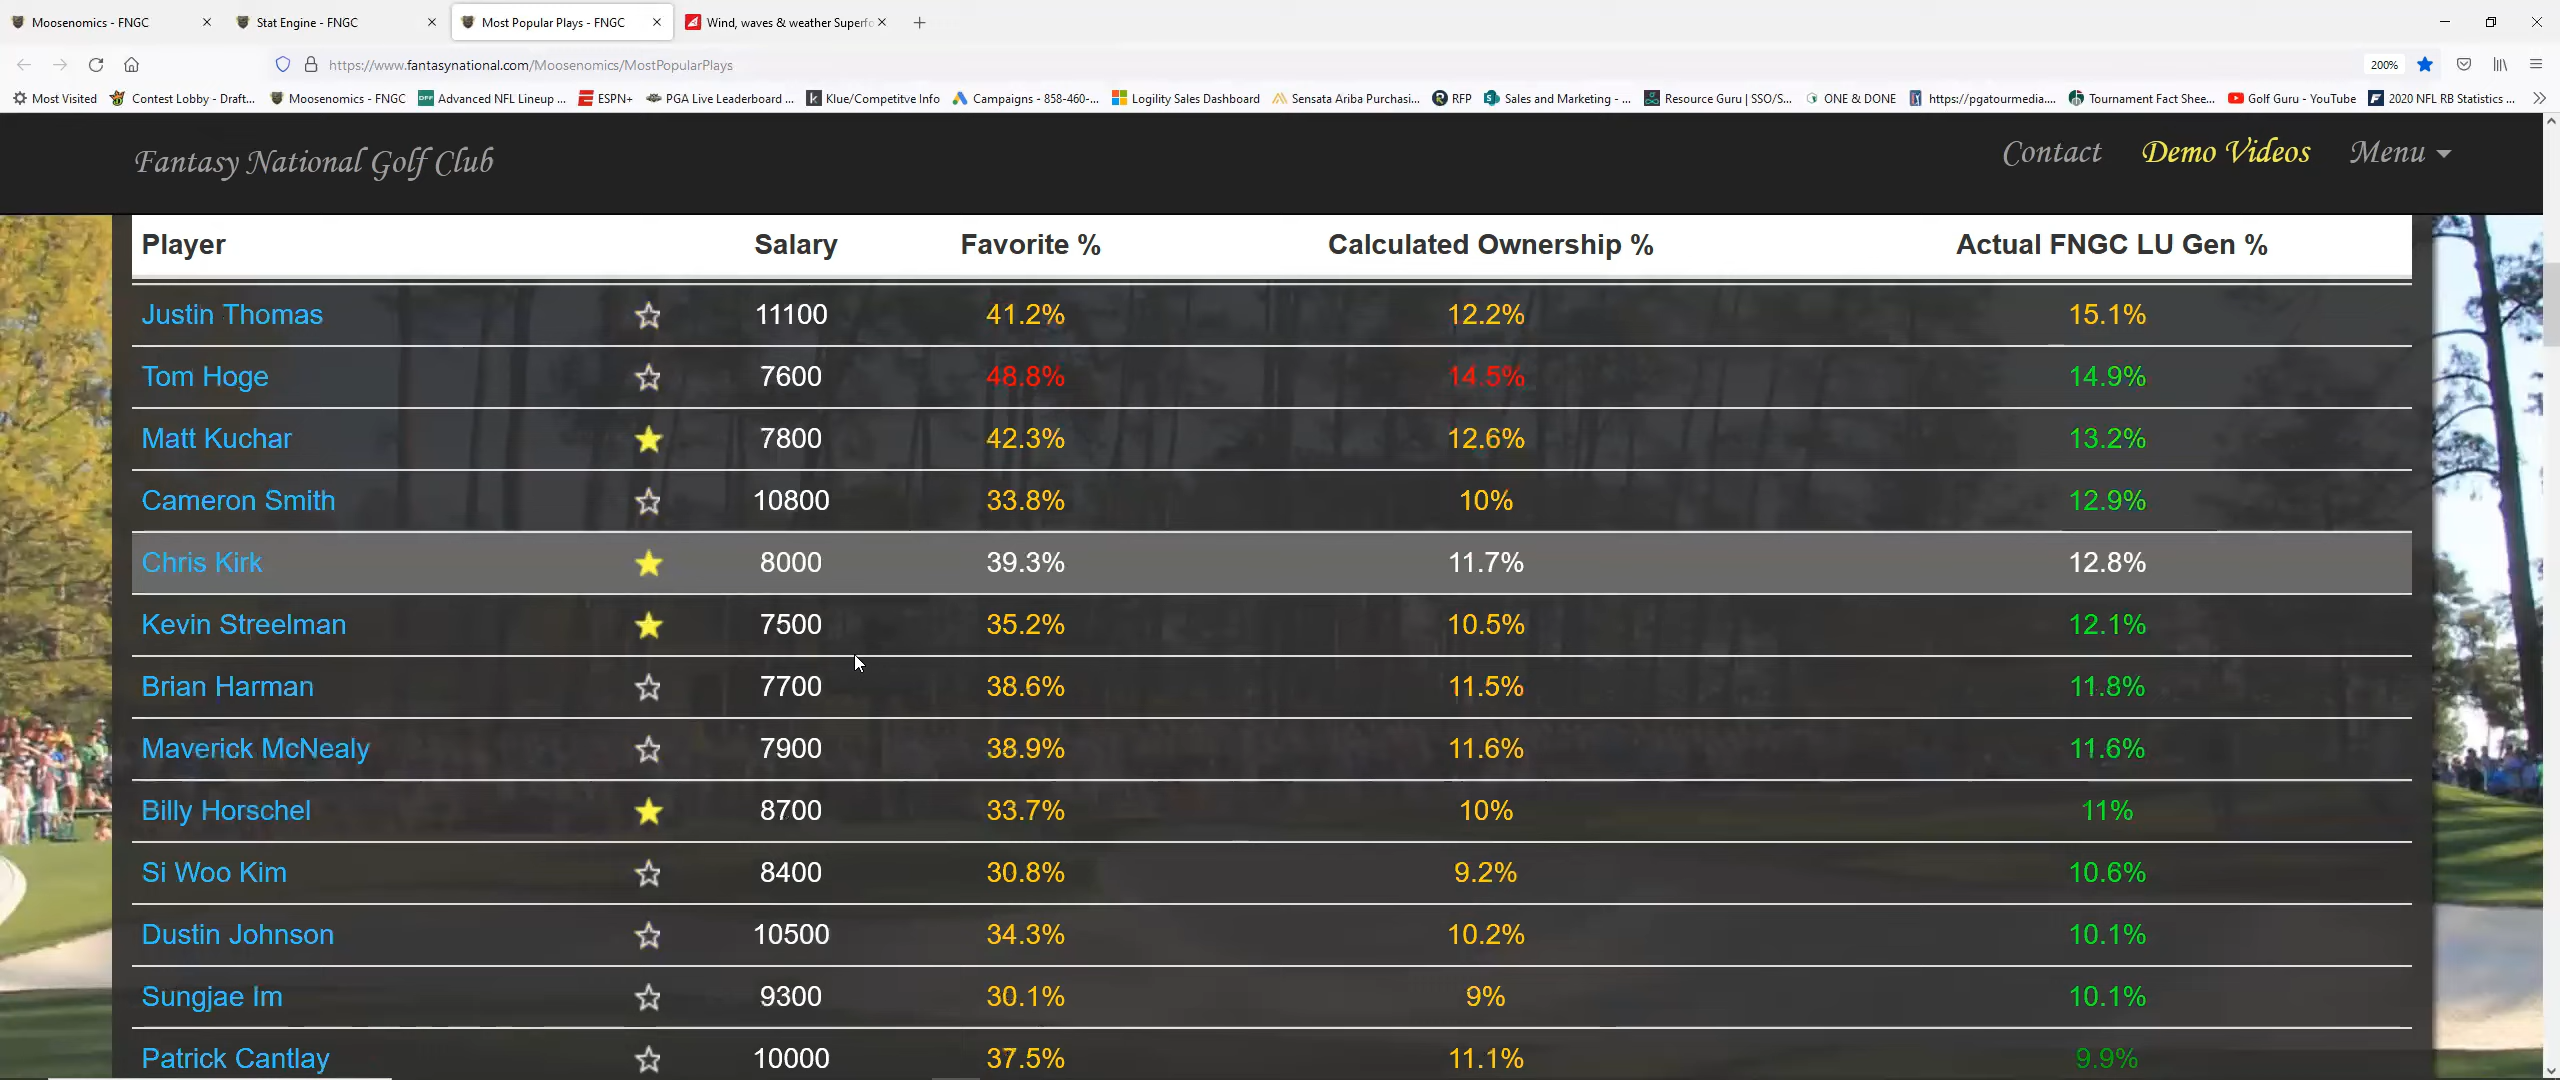 Moosenomics - FNGC
Stat Engine - FNGC
Most Popular Plays - FNGC
Wind, waves & weather Superfo
https://www.fantasynational.com/Moosenomics/MostPopularPlays
200%
Most Visited
Contest Lobby - Draft...
Moosenomics - FNGC
Advanced NFL Lineup ...
ESPN+
PGA Live Leaderboard ...
Klue/Competitve Info
Campaigns - 858-460-...
Logility Sales Dashboard
Sensata Ariba Purchasi...
RFP
Sales and Marketing - ...
Resource Guru | SSO/S...
ONE & DONE
https://pgatourmedia....
Tournament Fact Shee...
Golf Guru - YouTube
2020 NFL RB Statistics ...
Fantasy National Golf Club
Contact
Demo Videos
Menu
Player Salary Favorite % Calculated Ownership % Actual FNGC LU Gen %
Justin Thomas 11100 41.2% 12.2% 15.1%
Tom Hoge 7600 48.8% 14.5% 14.9%
Matt Kuchar 7800 42.3% 12.6% 13.2%
Cameron Smith 10800 33.8% 10% 12.9%
Chris Kirk 8000 39.3% 11.7% 12.8%
Kevin Streelman 7500 35.2% 10.5% 12.1%
Brian Harman 7700 38.6% 11.5% 11.8%
Maverick McNealy 7900 38.9% 11.6% 11.6%
Billy Horschel 8700 33.7% 10% 11%
Si Woo Kim 8400 30.8% 9.2% 10.6%
Dustin Johnson 10500 34.3% 10.2% 10.1%
Sungjae Im 9300 30.1% 9% 10.1%
Patrick Cantlay 10000 37.5% 11.1% 9.9%